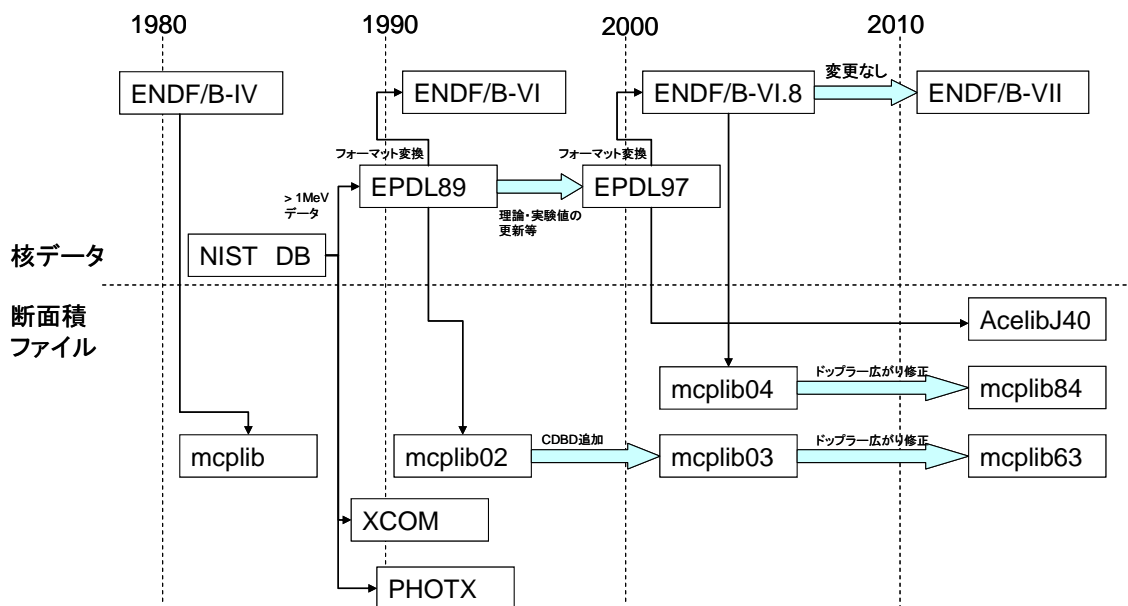 1980
1990
2000
2010
変更なし
ENDF/B-IV
ENDF/B-VI
ENDF/B-VI.8
ENDF/B-VII
フォーマット変換
フォーマット変換
EPDL89
EPDL97
> 1MeV
データ
理論・実験値の
更新等
核データ
NIST DB
断面積
ファイル
AcelibJ40
ドップラー広がり修正
mcplib04
mcplib84
CDBD追加
ドップラー広がり修正
mcplib
mcplib02
mcplib03
mcplib63
XCOM
PHOTX